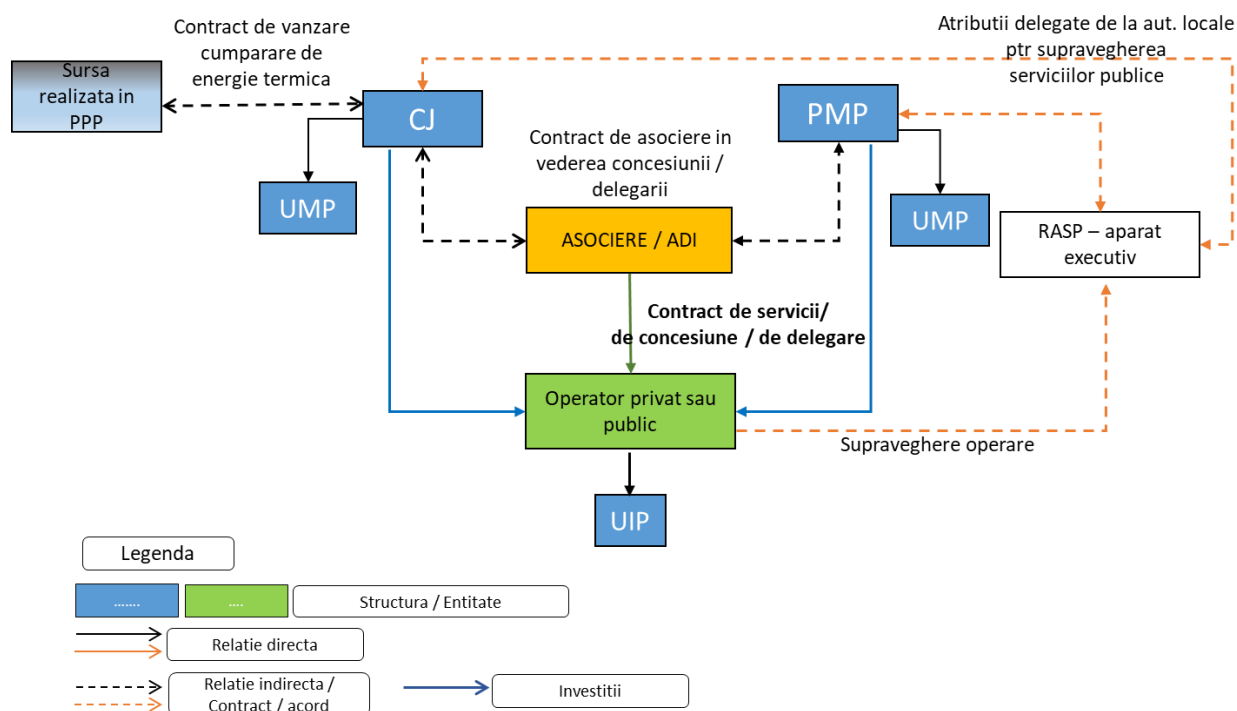 Contract de vanzare
cumparare de
energie termica
Atributii delegate de la aut. locale
ptr supravegherea
serviciilor publice
Sursa
realizata in
PPP
CJ
PMP
Contract de asociere in
vederea concesiunii /
delegarii
UMP
UMP
ASOCIERE / ADI
RASP – aparat
executiv
Contract de servicii/
de concesiune / de delegare
Operator privat sau
public
Supraveghere operare
UIP
Legenda
.......
....
Structura / Entitate
Relatie directa
Relatie indirecta /
Contract / acord
Investitii